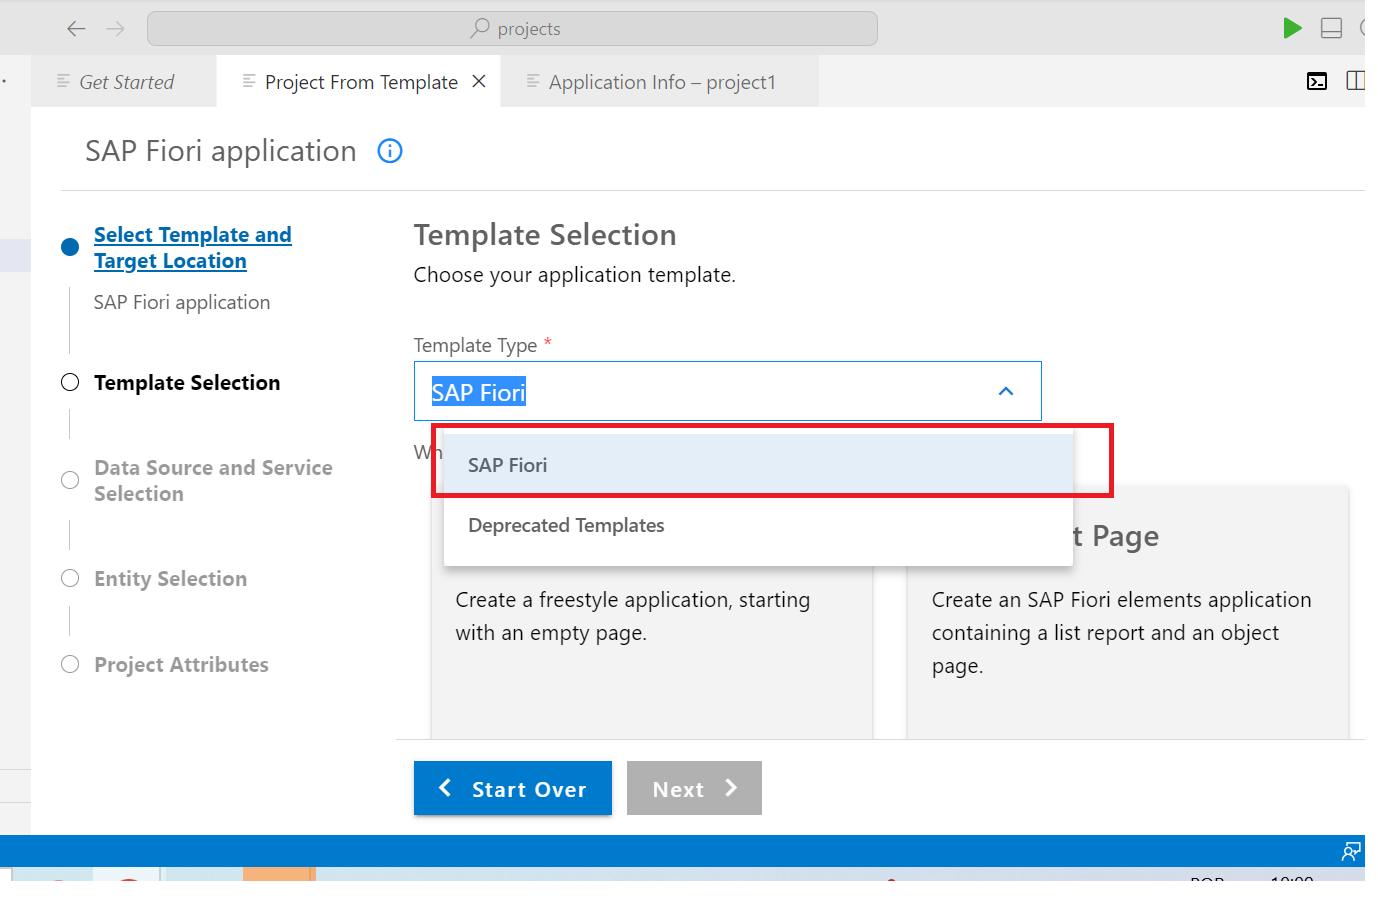 projects
Get Started
Project From Template
Application Info – project1
SAP Fiori application
Select Template and
Target Location
SAP Fiori application
Template Selection
Data Source and Service
Selection
Entity Selection
Project Attributes
Template Selection
Choose your application template.
Template Type *
SAP Fiori
Wh
SAP Fiori
Deprecated Templates
t Page
Create a freestyle application, starting
with an empty page.
Create an SAP Fiori elements application
containing a list report and an object
page.
Start Over
Next